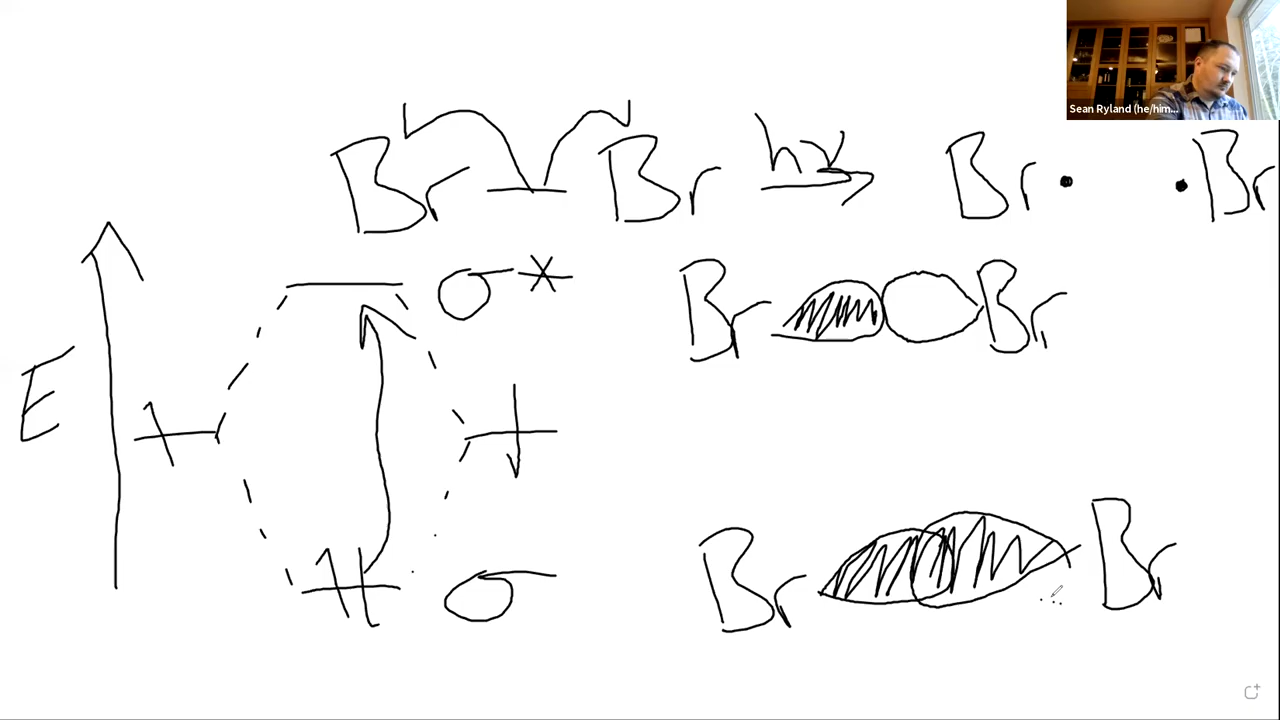 Sean Ryland (he/him...
Br — Br hν → Br• •Br
σ* Br Br
E
σ Br Br